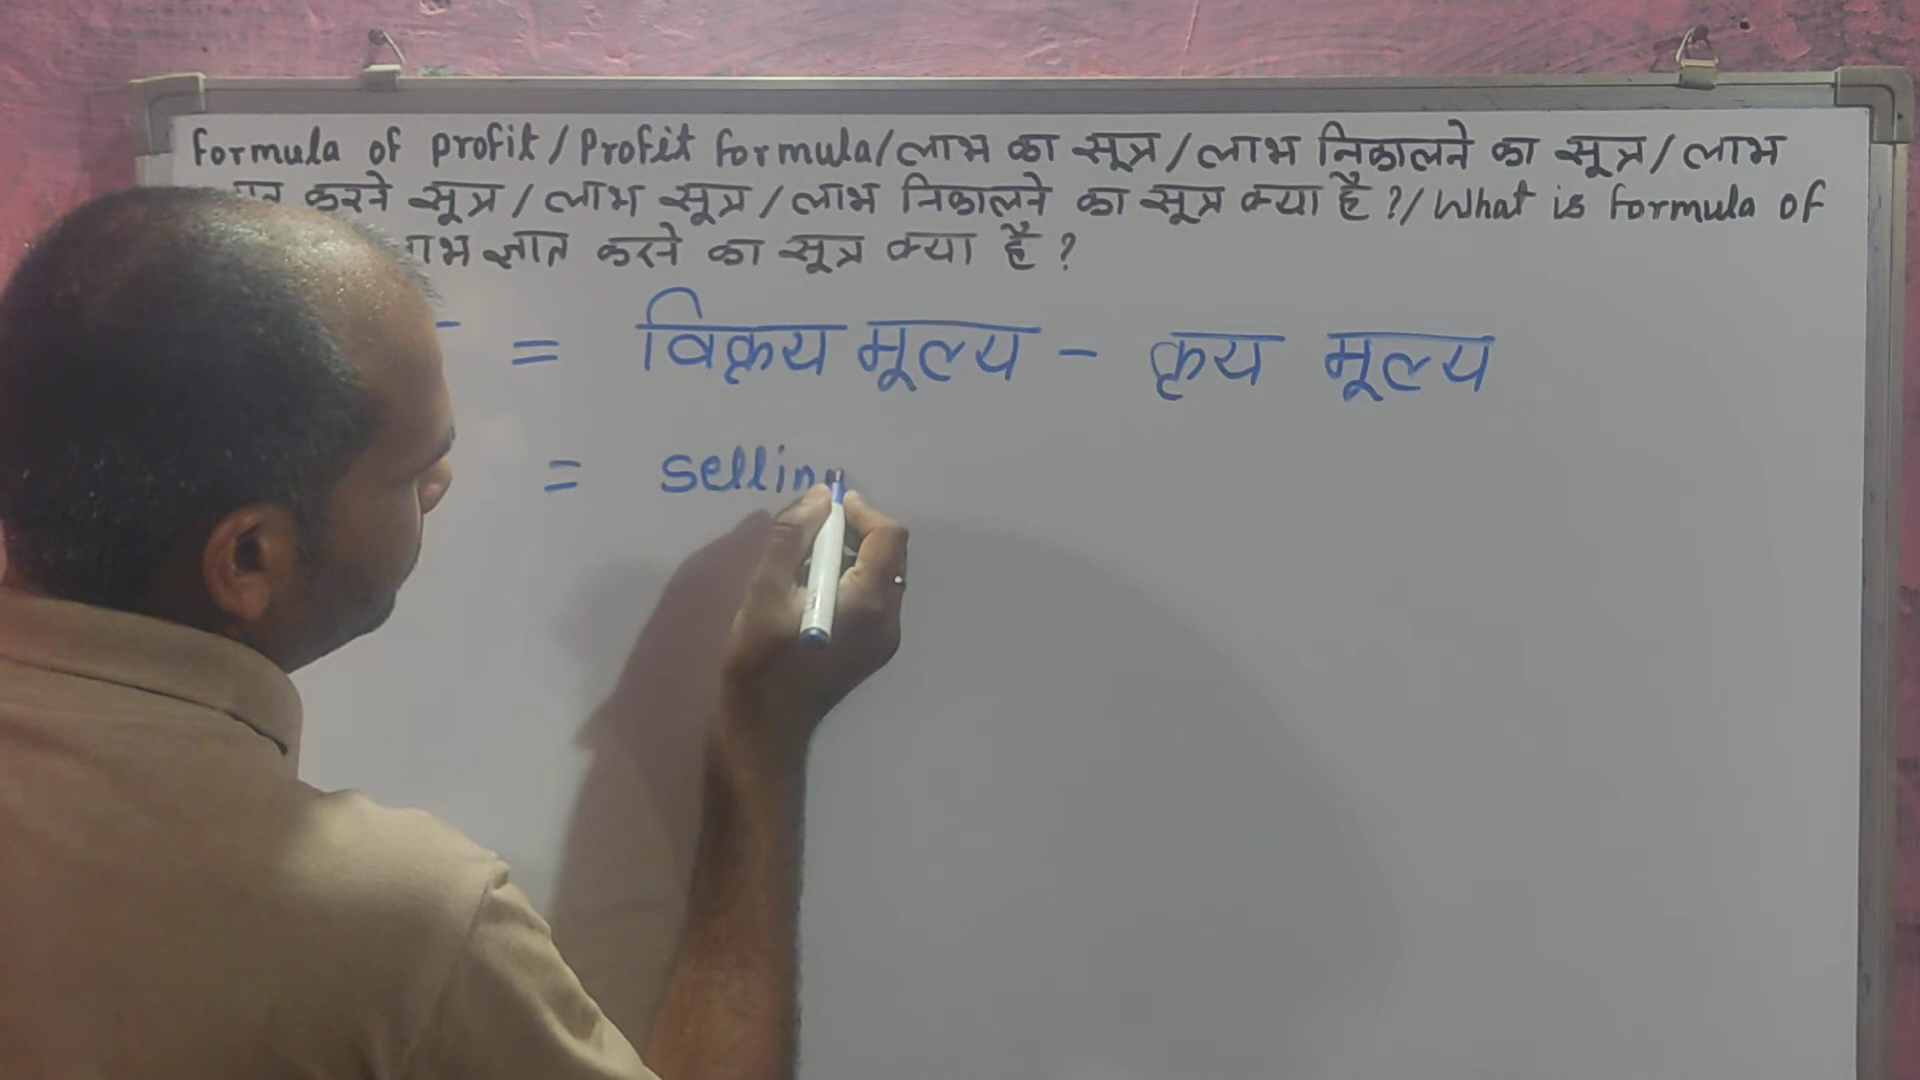 Formula of profit / Profit formula / लाभ का सूत्र / लाभ निकालने का सूत्र / लाभ
करने सूत्र / लाभ सूत्र / लाभ निकालने का सूत्र क्या है ? / What is formula of
ज्ञात करने का सूत्र क्या है ?
= विक्रय मूल्य - क्रय मूल्य
= sellin